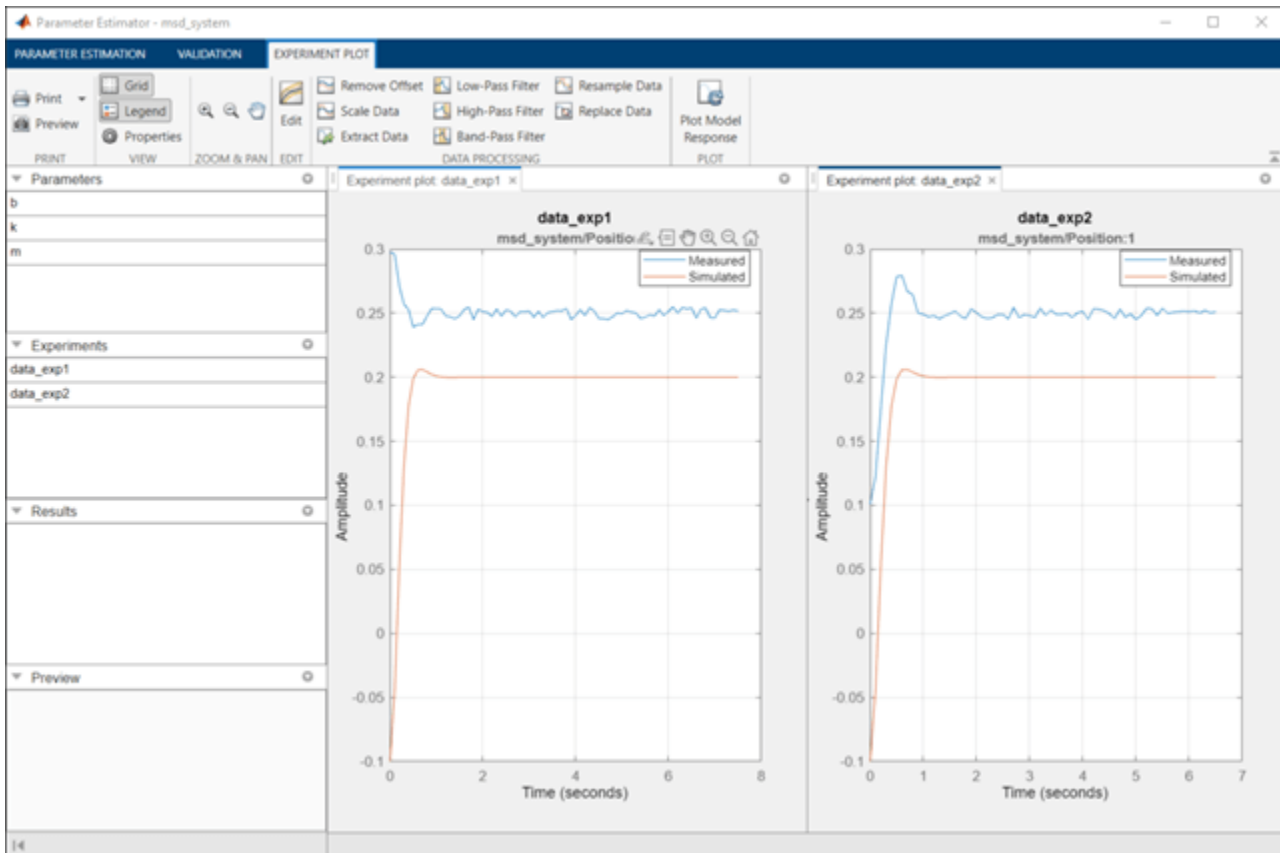 Parameter Estimator - msd_system
PARAMETER ESTIMATION VALIDATION EXPERIMENT PLOT
Print
Preview
PRINT
Grid
Legend
Properties
VIEW
ZOOM & PAN
Edit
EDIT
Remove Offset Low-Pass Filter Resample Data
Scale Data High-Pass Filter Replace Data
Extract Data Band-Pass Filter
DATA PROCESSING
Plot Model
Response
PLOT
Parameters
b
k
m
Experiments
data_exp1
data_exp2
Results
Preview
Experiment plot: data_exp1 ×
data_exp1
msd_system/Positio
Measured
Simulated
0.3
0.25
0.2
0.15
0.1
0.05
0
-0.05
-0.1
Amplitude
0 2 4 6 8
Time (seconds)
Experiment plot: data_exp2 ×
data_exp2
msd_system/Position:1
Measured
Simulated
0.3
0.25
0.2
0.15
0.1
0.05
0
-0.05
-0.1
Amplitude
0 1 2 3 4 5 6 7
Time (seconds)